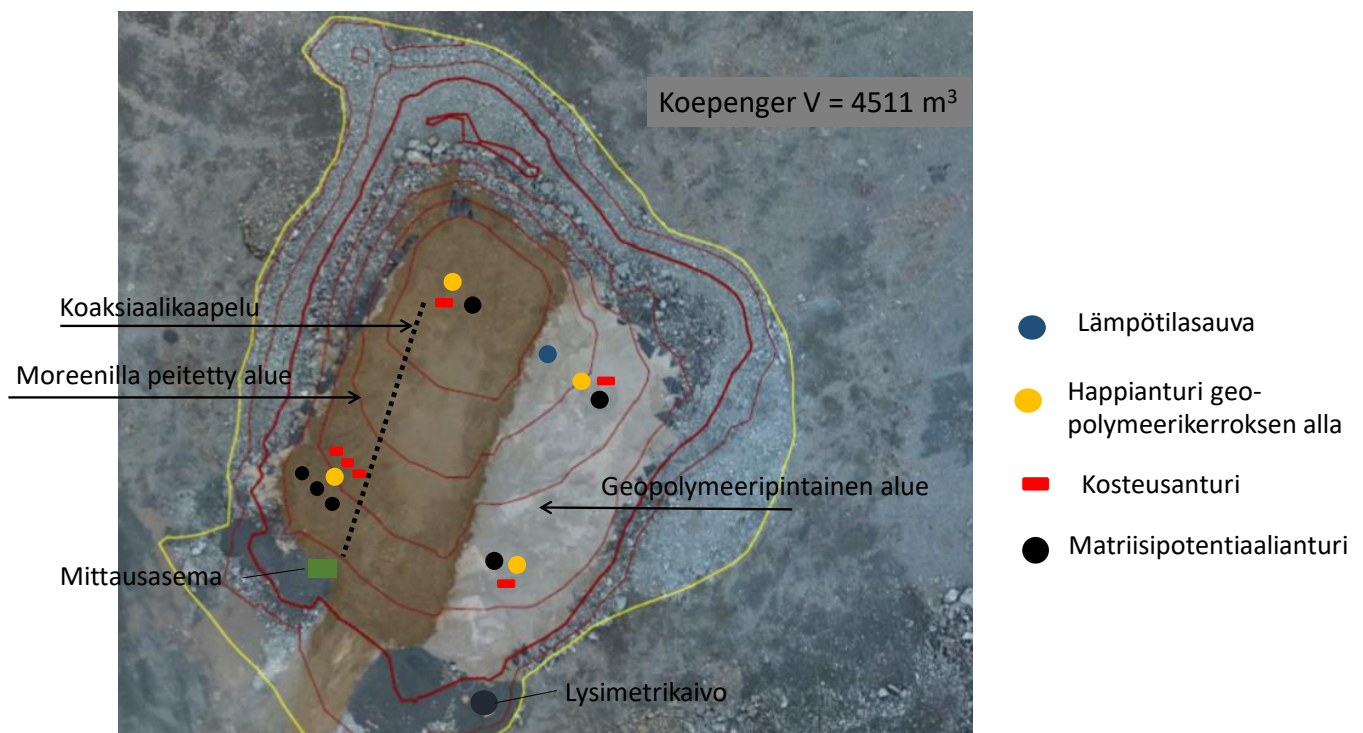 Koepenger V = 4511 m³
Koaksiaalikaapelu
Moreenilla peitetty alue
Geopolymeeripintainen alue
Mittausasema
Lysimetrikaivo
Lämpötilasauva
Happianturi geo-
polymeerikerroksen alla
Kosteusanturi
Matriisipotentiaalianturi